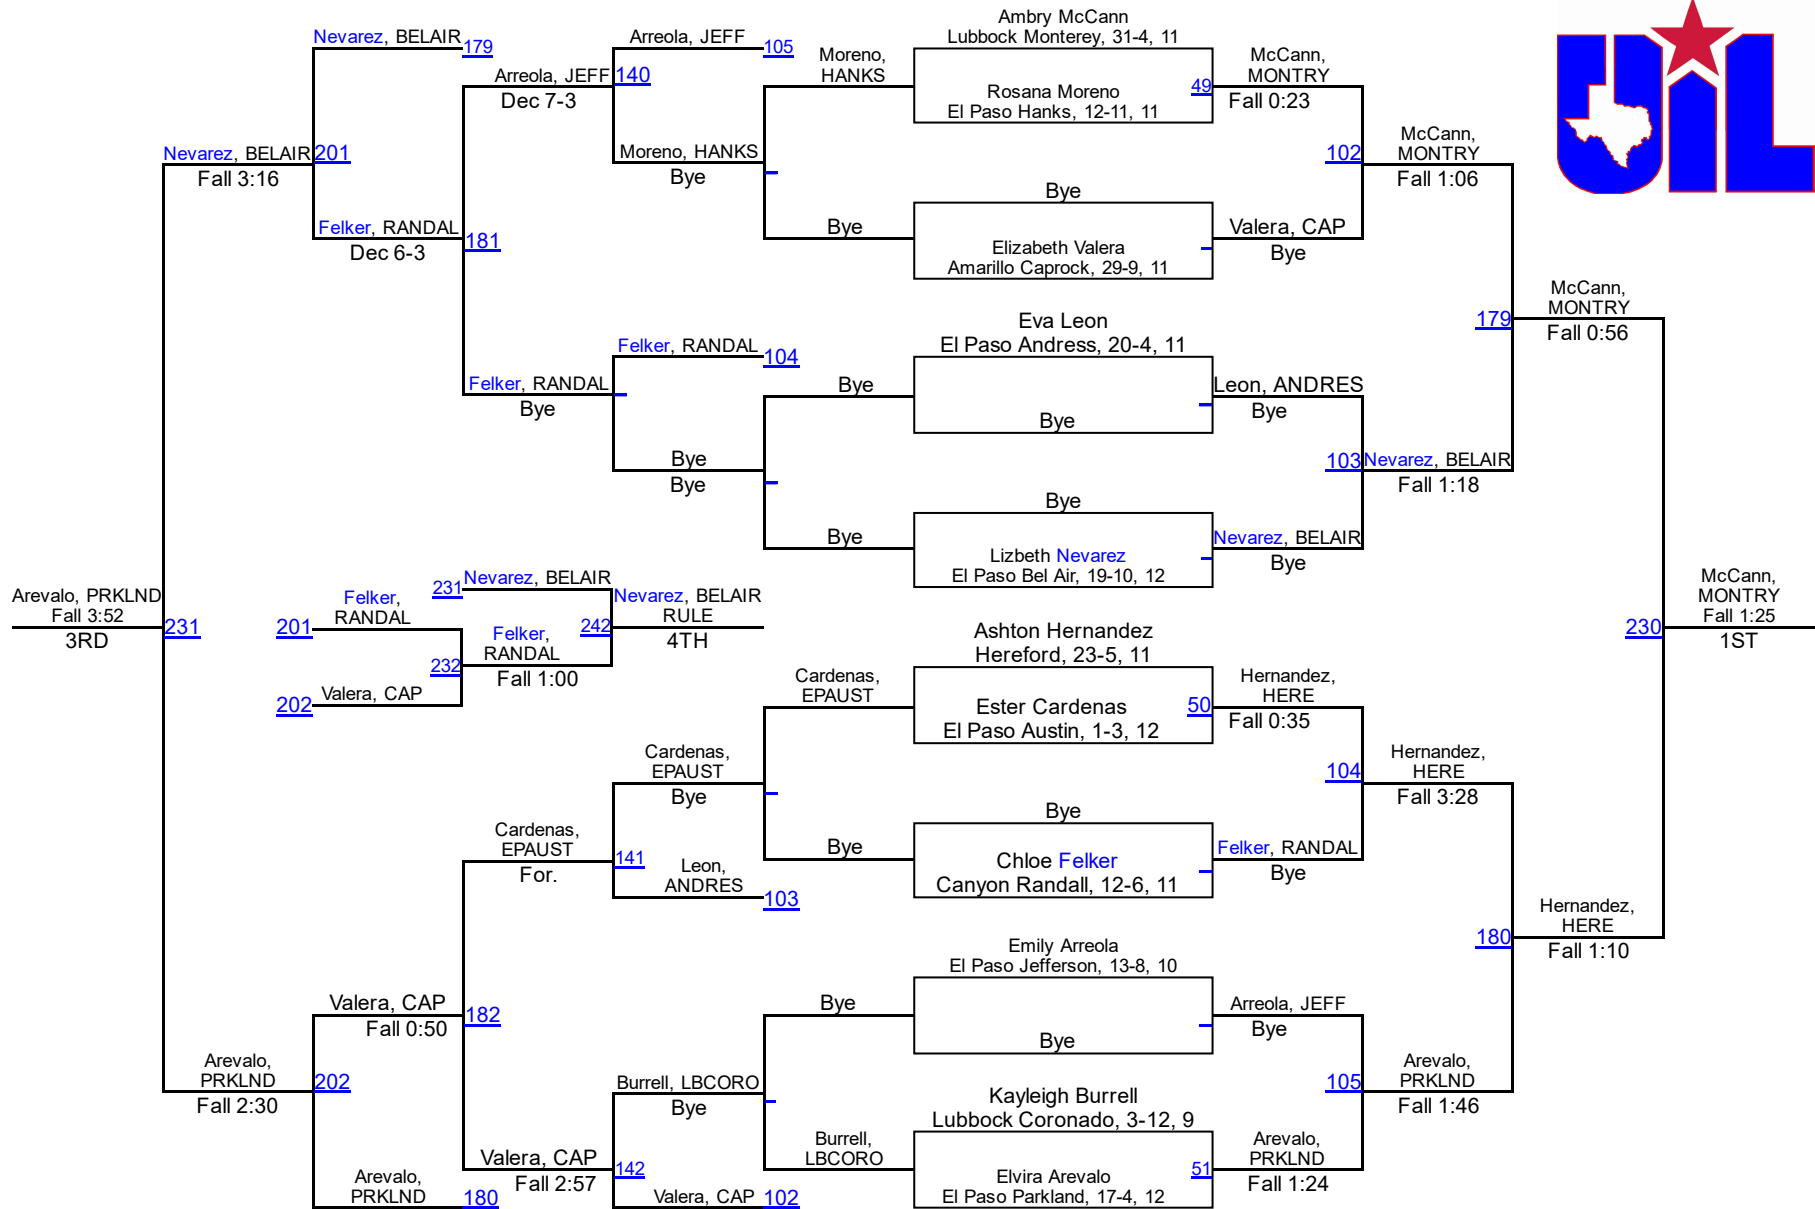 Nevarez, BELAIR
179
Arreola, JEFF
105
Arreola, JEFF
140
Dec 7-3
Moreno,
HANKS
Ambry McCann
Lubbock Monterey, 31-4, 11
Rosana Moreno
El Paso Hanks, 12-11, 11
49
McCann,
MONTRY
Fall 0:23
UIL
Nevarez, BELAIR
201
Fall 3:16
Moreno, HANKS
Bye
102
McCann,
MONTRY
Fall 1:06
Felker, RANDAL
Dec 6-3
181
Bye
Bye
Elizabeth Valera
Amarillo Caprock, 29-9, 11
Valera, CAP
Bye
McCann,
MONTRY
179
Fall 0:56
Felker, RANDAL
104
Eva Leon
El Paso Andress, 20-4, 11
Bye
Bye
Leon, ANDRES
Bye
Felker, RANDAL
Bye
Bye
Bye
103
Nevarez, BELAIR
Fall 1:18
Bye
Bye
Lizbeth Nevarez
El Paso Bel Air, 19-10, 12
Nevarez, BELAIR
Bye
Arevalo, PRKLND
Fall 3:52
3RD
231
201
Felker,
RANDAL
231
Nevarez, BELAIR
Felker,
RANDAL
232
Fall 1:00
242
Nevarez, BELAIR
RULE
4TH
202
Valera, CAP
230
McCann,
MONTRY
Fall 1:25
1ST
Cardenas,
EPAUST
Ashton Hernandez
Hereford, 23-5, 11
Ester Cardenas
El Paso Austin, 1-3, 12
50
Hernandez,
HERE
Fall 0:35
Cardenas,
EPAUST
Bye
104
Hernandez,
HERE
Fall 3:28
Cardenas,
EPAUST
For.
141
Leon,
ANDRES
103
Bye
Bye
Chloe Felker
Canyon Randall, 12-6, 11
Felker, RANDAL
Bye
180
Hernandez,
HERE
Fall 1:10
Valera, CAP
Fall 0:50
182
Bye
Emily Arreola
El Paso Jefferson, 13-8, 10
Bye
Arreola, JEFF
Bye
Arevalo,
PRKLND
Fall 2:30
202
Burrell, LBCORO
Bye
105
Arevalo,
PRKLND
Fall 1:46
Burrell,
LBCORO
Kayleigh Burrell
Lubbock Coronado, 3-12, 9
Elvira Arevalo
El Paso Parkland, 17-4, 12
51
Arevalo,
PRKLND
Fall 1:24
Arevalo,
PRKLND
180
Valera, CAP
Fall 2:57
142
Valera, CAP
102